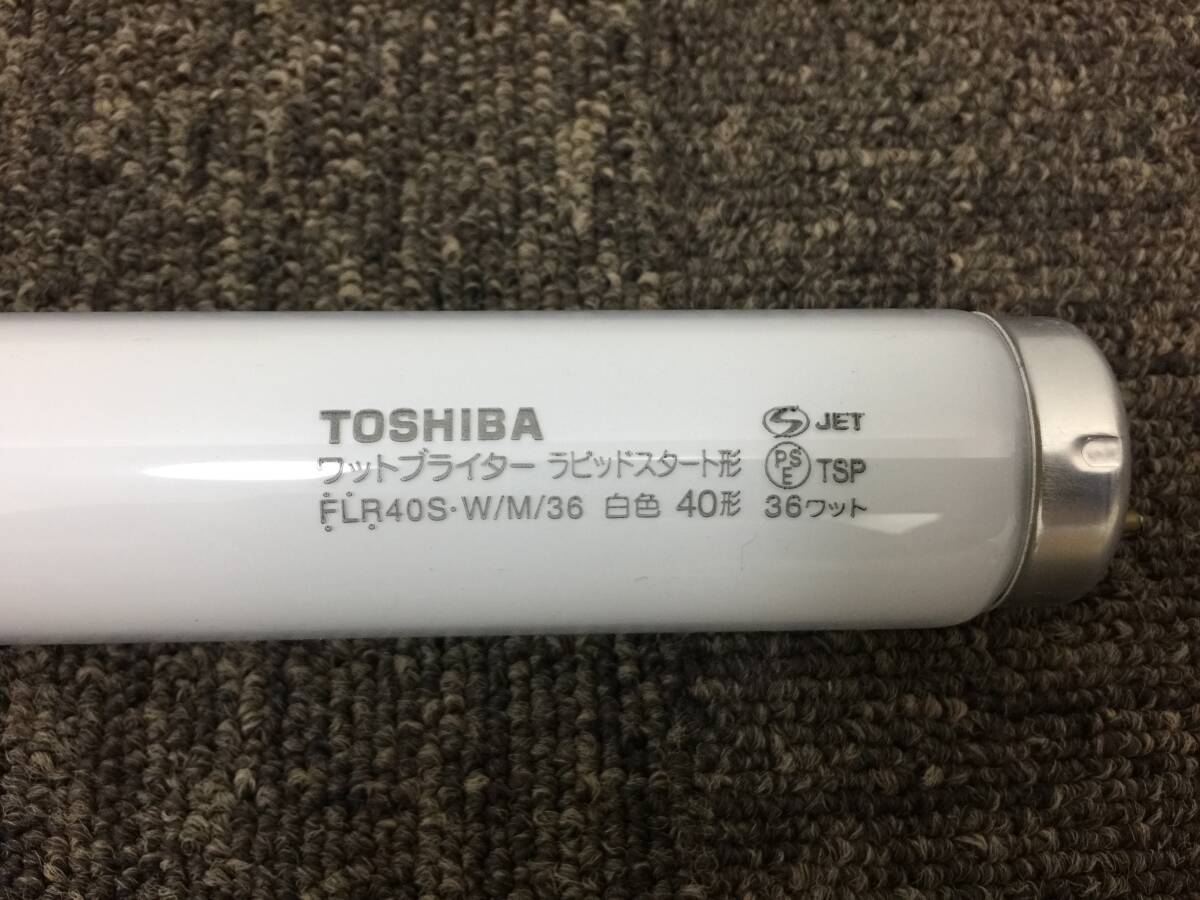 TOSHIBA S JET
ワットブライター ラピッドスタート形 PSE TSP
FLR40S・W/M/36 白色 40形 36ワット